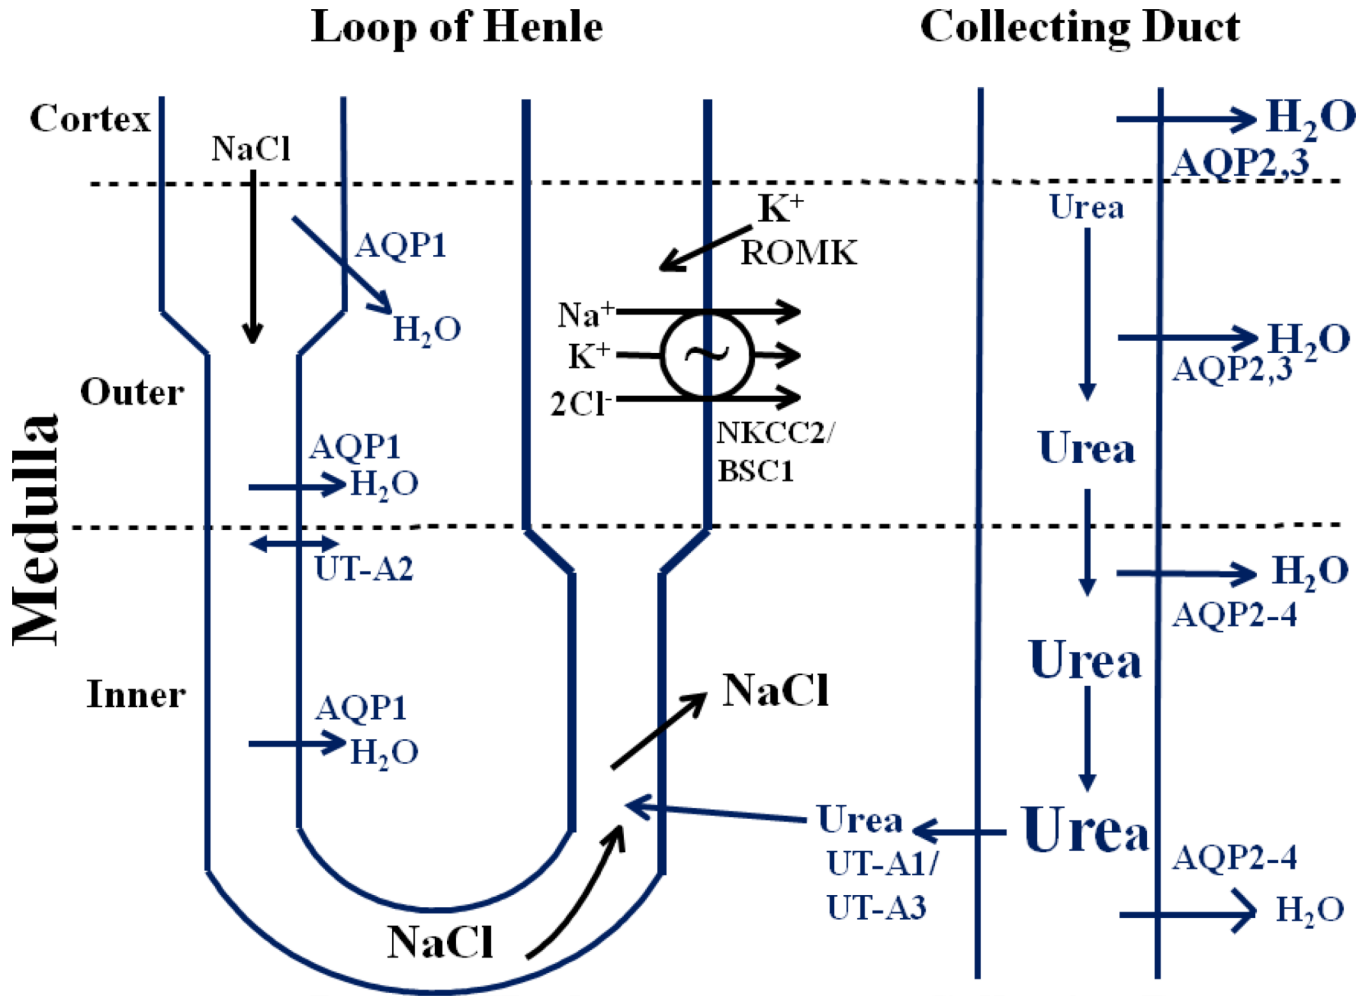 Loop of Henle
Collecting Duct
Cortex
NaCl
H₂O
AQP2,3
K⁺
ROMK
Urea
AQP1
H₂O
Na⁺
K⁺
2Cl⁻
NKCC2/
BSC1
H₂O
AQP2,3
Outer
Urea
AQP1
H₂O
Medulla
UT-A2
H₂O
AQP2-4
Inner
Urea
AQP1
H₂O
NaCl
Urea
UT-A1/
UT-A3
Urea
AQP2-4
H₂O
NaCl